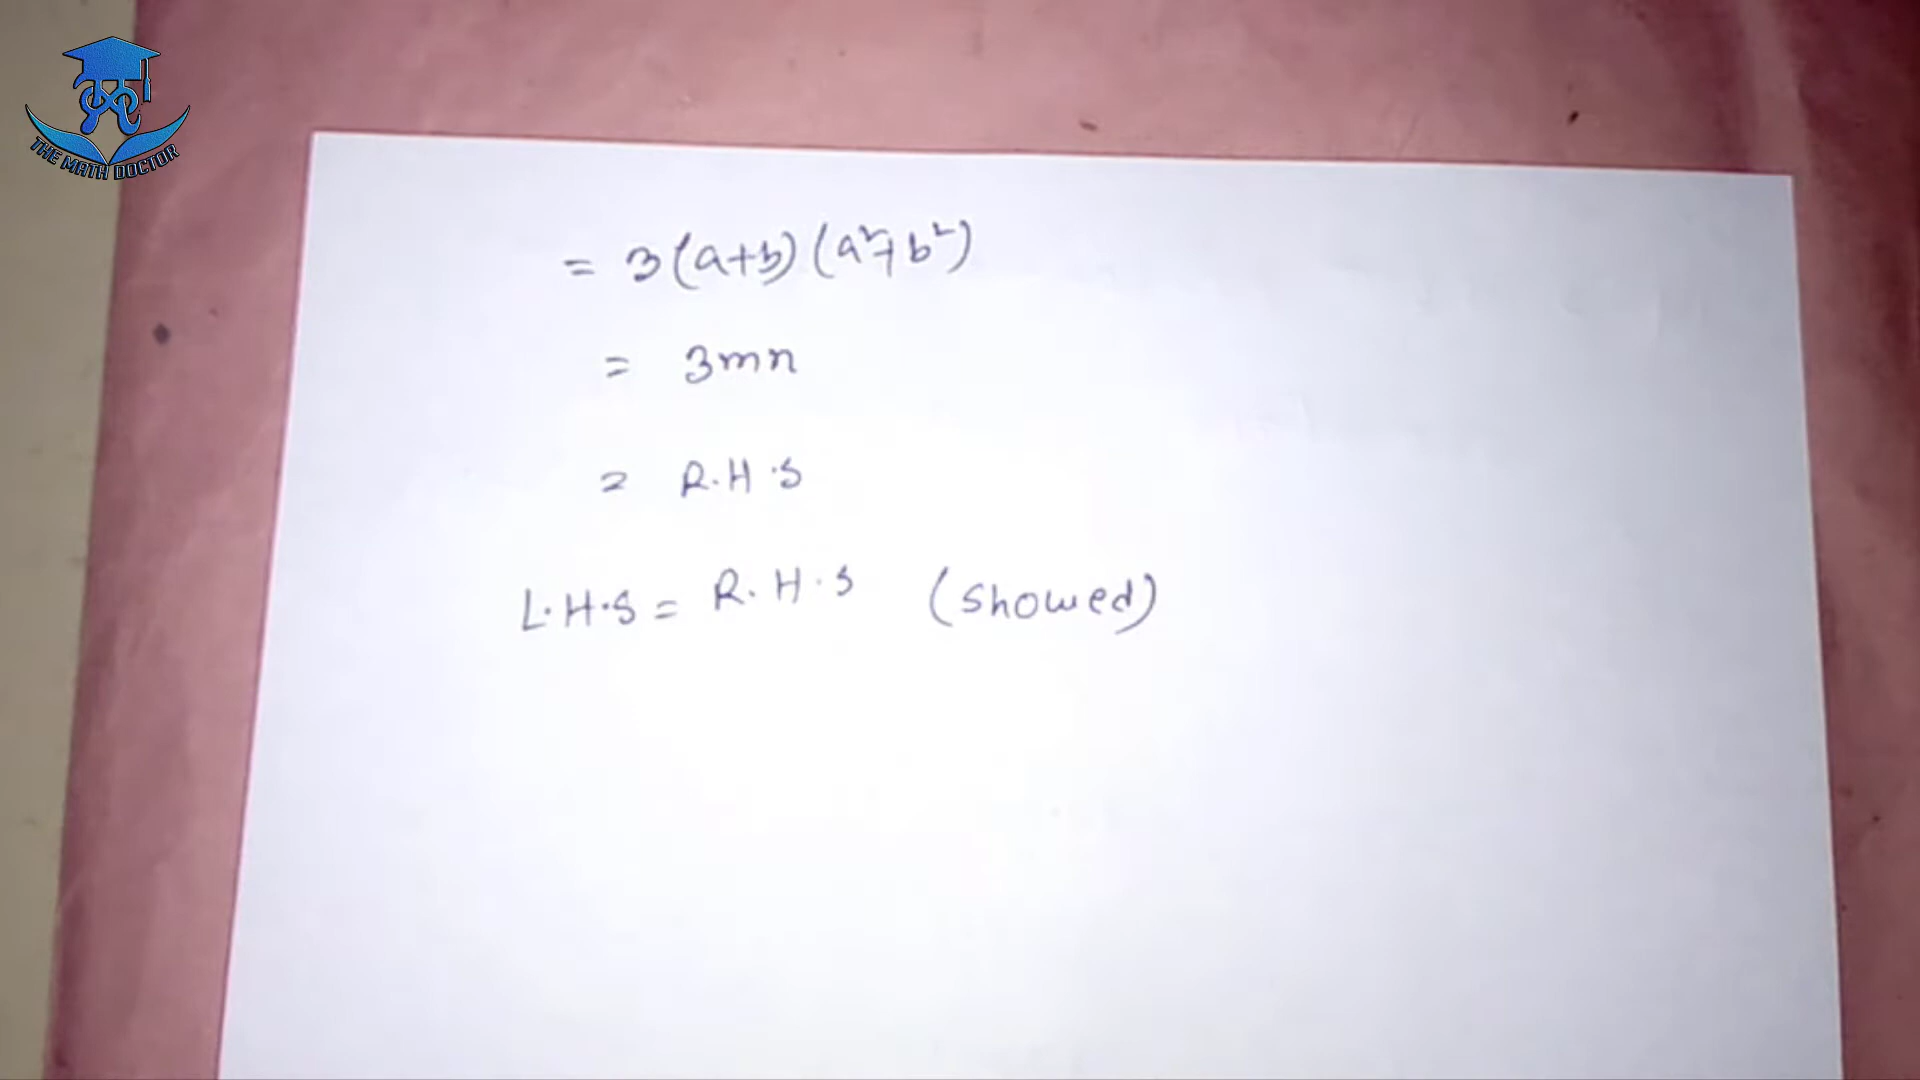 THE MATH DOCTOR
= 3(a+b)(a²+b²)
= 3mn
= R.H.S
L.H.S = R.H.S (Showed)